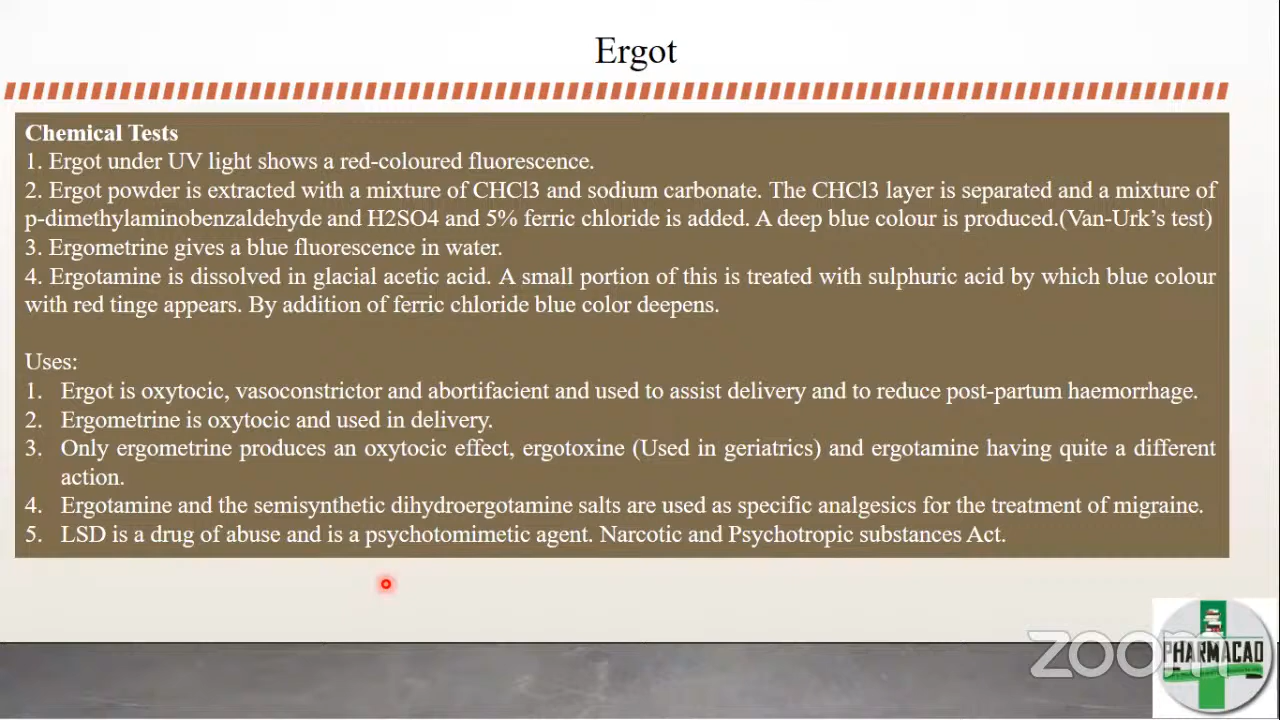 Ergot
Chemical Tests
1. Ergot under UV light shows a red-coloured fluorescence.
2. Ergot powder is extracted with a mixture of CHCl3 and sodium carbonate. The CHCl3 layer is separated and a mixture of
p-dimethylaminobenzaldehyde and H2SO4 and 5% ferric chloride is added. A deep blue colour is produced.(Van-Urk’s test)
3. Ergometrine gives a blue fluorescence in water.
4. Ergotamine is dissolved in glacial acetic acid. A small portion of this is treated with sulphuric acid by which blue colour
with red tinge appears. By addition of ferric chloride blue color deepens.
Uses:
1. Ergot is oxytocic, vasoconstrictor and abortifacient and used to assist delivery and to reduce post-partum haemorrhage.
2. Ergometrine is oxytocic and used in delivery.
3. Only ergometrine produces an oxytocic effect, ergotoxine (Used in geriatrics) and ergotamine having quite a different
action.
4. Ergotamine and the semisynthetic dihydroergotamine salts are used as specific analgesics for the treatment of migraine.
5. LSD is a drug of abuse and is a psychotomimetic agent. Narcotic and Psychotropic substances Act.
zoom
PHARMACAD